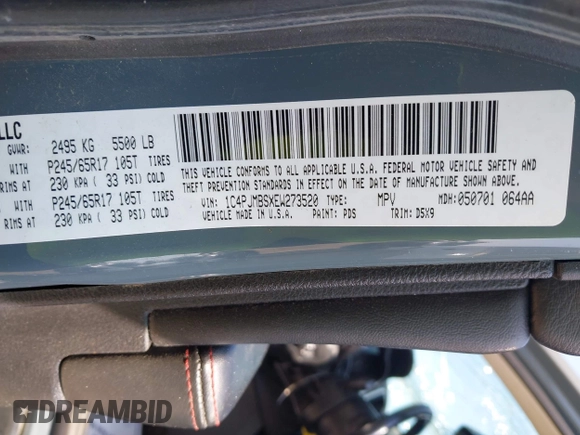 LLC
GVWR: 2495 KG 5500 LB
WITH P245/65R17 105T TIRES
RIMS AT 230 KPA ( 33 PSI) COLD
WITH P245/65R17 105T TIRES
RIMS AT 230 KPA ( 33 PSI) COLD
THIS VEHICLE CONFORMS TO ALL APPLICABLE U.S.A. FEDERAL MOTOR VEHICLE SAFETY AND
THEFT PREVENTION STANDARDS IN EFFECT ON THE DATE OF MANUFACTURE SHOWN ABOVE.
VIN: 1C4PJMBSXEW273520 TYPE: MPV MDH: 050701 064AA
VEHICLE MADE IN U.S.A. PAINT: PDS TRIM: D5X9
DREAMBID